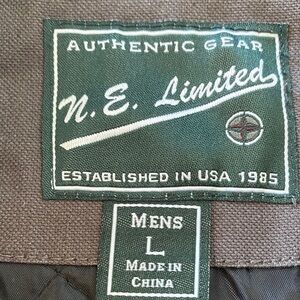 AUTHENTIC GEAR
N. E. Limited
ESTABLISHED IN USA 1985
MENS
L
MADE IN
CHINA